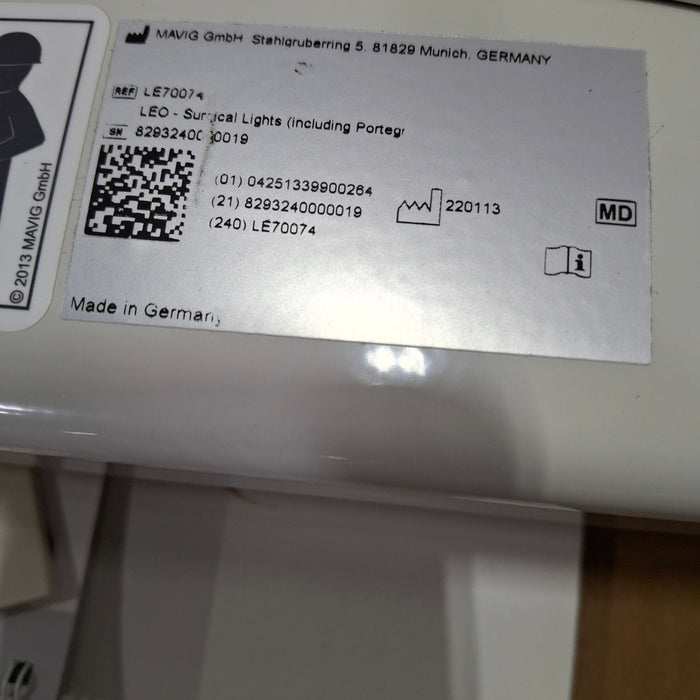 MAVIG GmbH Stahlgruberring 5, 81829 Munich, GERMANY
REF LE70074
LEO - Surgical Lights (including Portegr
SN 8293240000019
(01) 04251339900264
(21) 8293240000019
(240) LE70074
220113
MD
Made in Germany
© 2013 MAVIG GmbH